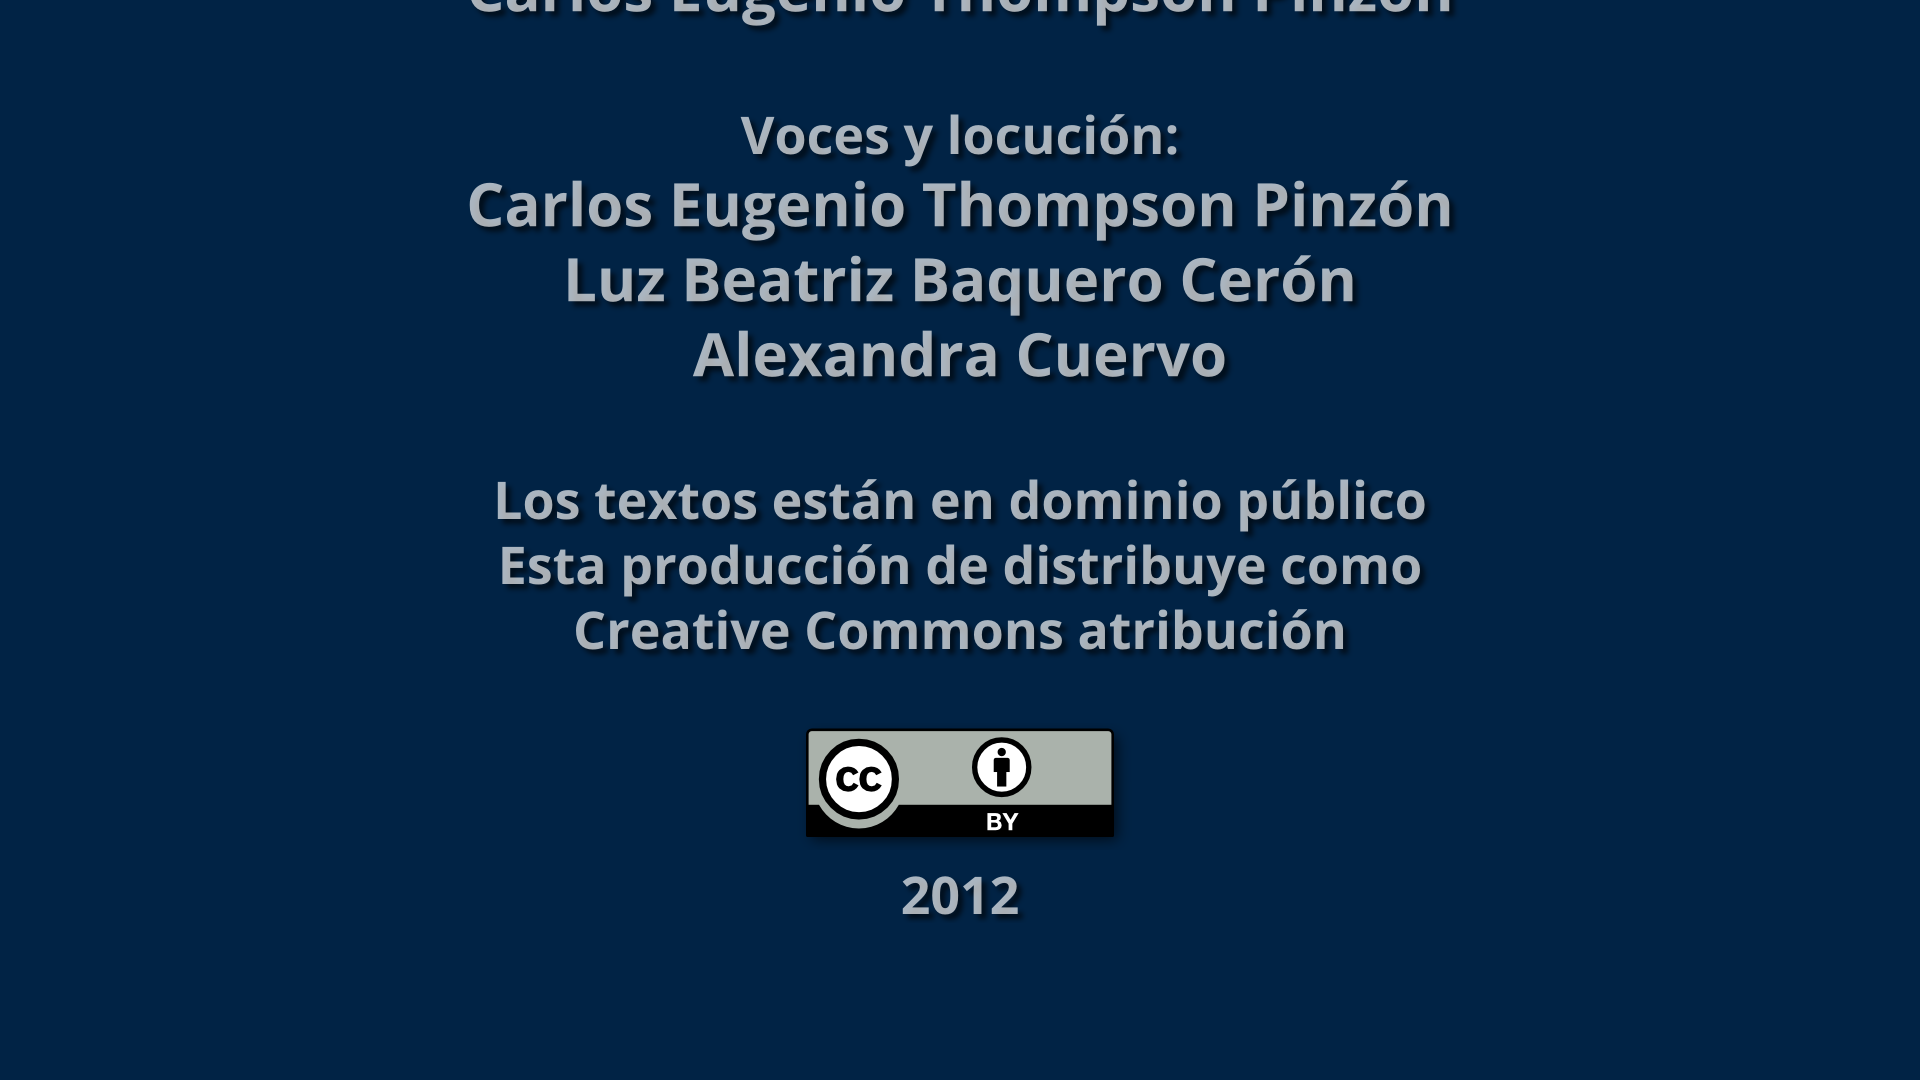 Carlos Eugenio Thompson Pinzón
Voces y locución:
Carlos Eugenio Thompson Pinzón
Luz Beatriz Baquero Cerón
Alexandra Cuervo
Los textos están en dominio público
Esta producción de distribuye como
Creative Commons atribución
cc
BY
2012